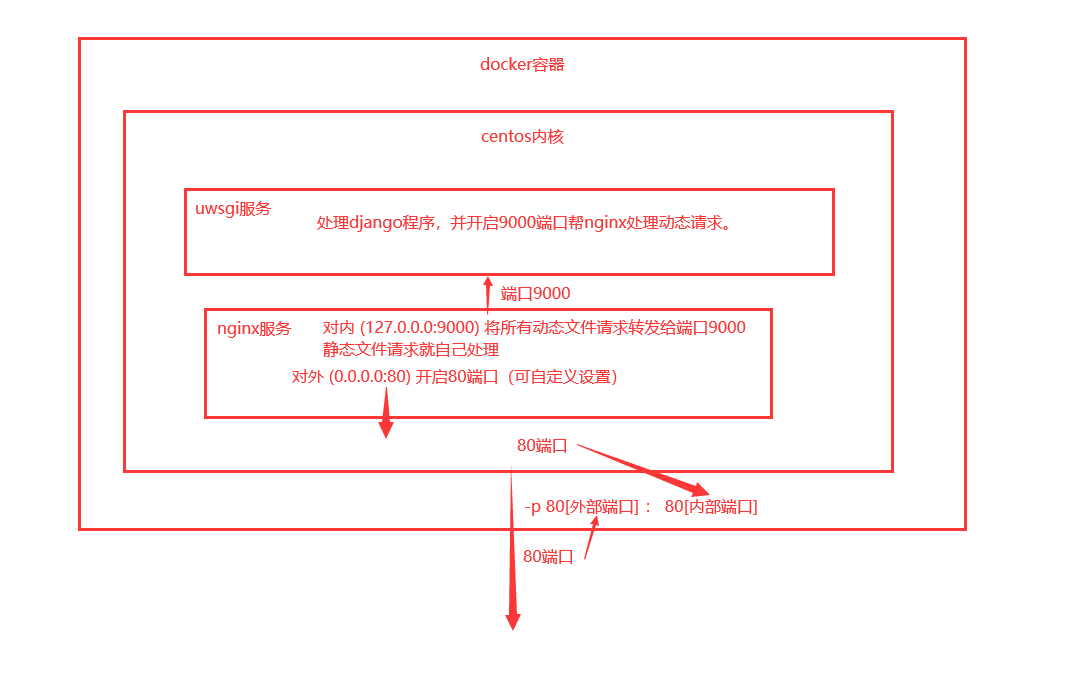 docker容器
centos内核
uwsgi服务
处理django程序，并开启9000端口帮nginx处理动态请求。
端口9000
nginx服务
对内 (127.0.0.0:9000) 将所有动态文件请求转发给端口9000
静态文件请求就自己处理
对外 (0.0.0.0:80) 开启80端口（可自定义设置）
80端口
-p 80[外部端口] ： 80[内部端口]
80端口